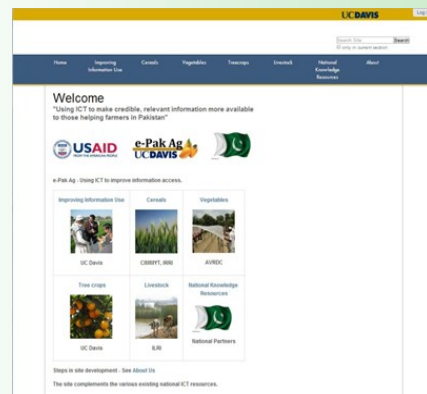 UCDAVIS
Log
Search Site
Search
only in current section
Home
Improving
Information Use
Cereals
Vegetables
Treecrops
Livestock
National
Knowledge
Resources
About
Welcome
"Using ICT to make credible, relevant information more available
to those helping farmers in Pakistan"
USAID
FROM THE AMERICAN PEOPLE
e-Pak Ag
UCDAVIS
e-Pak Ag - Using ICT to improve information access.
Improving Information Use
Cereals
Vegetables
UC Davis
CIMMYT, IRRI
AVRDC
Tree crops
Livestock
National Knowledge
Resources
UC Davis
ILRI
National Partners
Steps in site development - See About Us
The site complements the various existing national ICT resources.